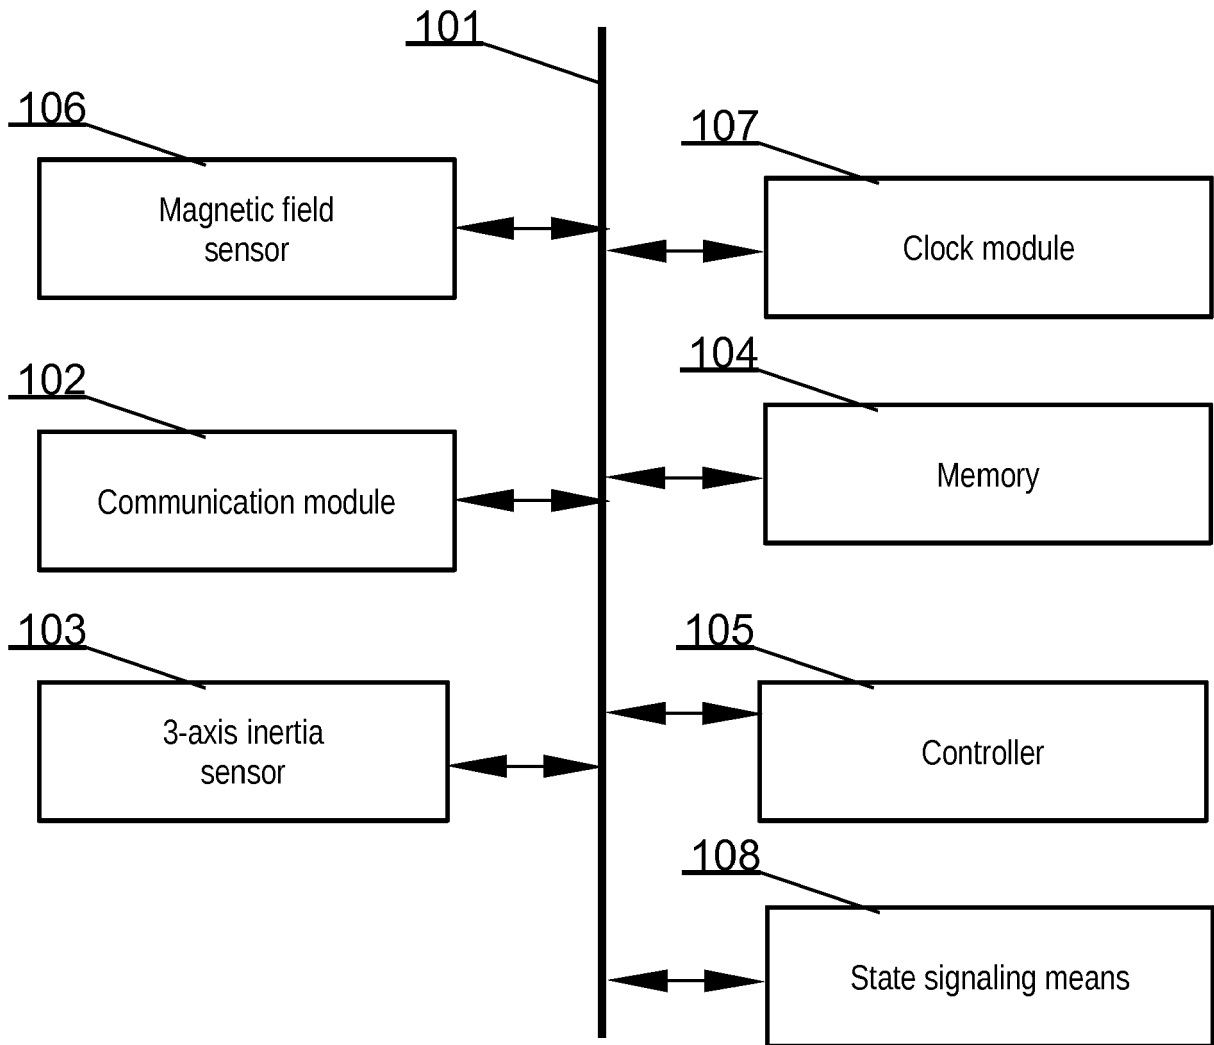 101
106
Magnetic field
sensor
107
Clock module
102
Communication module
104
Memory
103
3-axis inertia
sensor
105
Controller
108
State signaling means